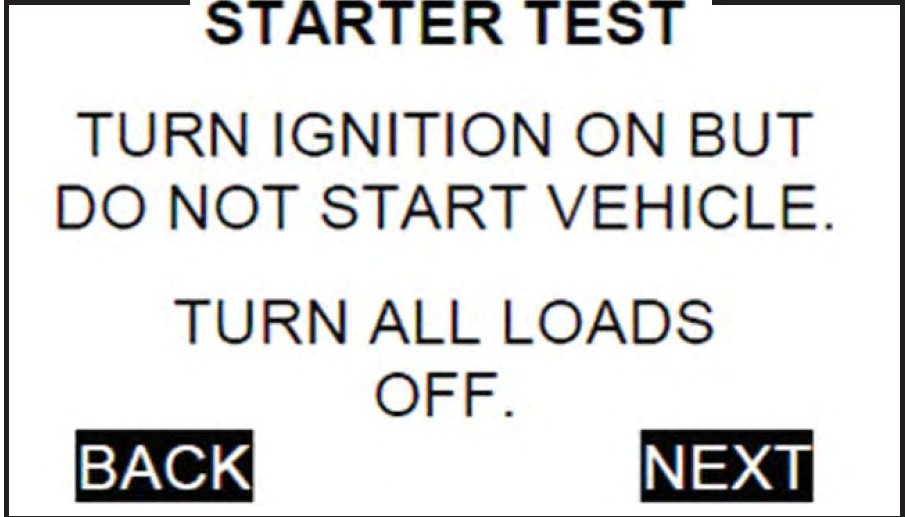 STARTER TEST
TURN IGNITION ON BUT
DO NOT START VEHICLE.
TURN ALL LOADS
OFF.
BACK
NEXT